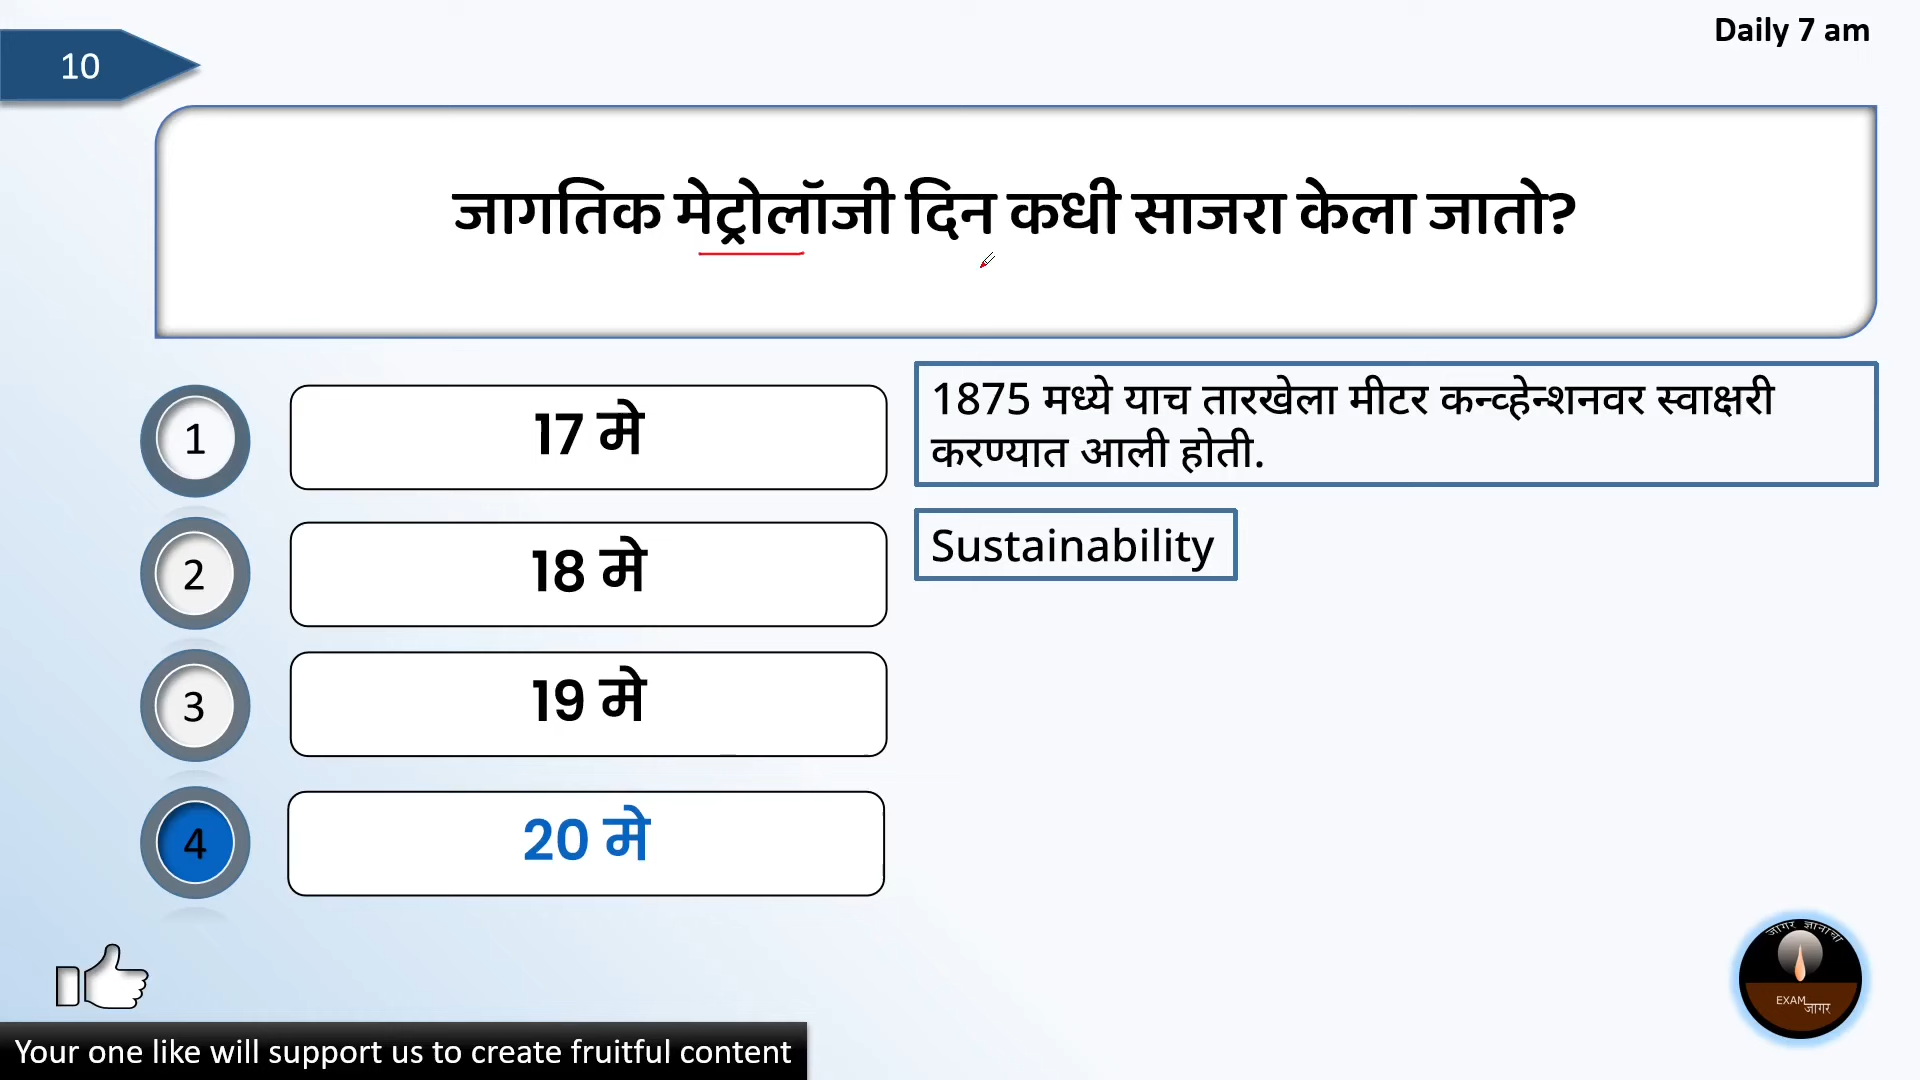 Daily 7 am
10
जागतिक मेट्रोलॉजी दिन कधी साजरा केला जातो?
1
17 मे
1875 मध्ये याच तारखेला मीटर कन्व्हेन्शनवर स्वाक्षरी
करण्यात आली होती.
2
18 मे
Sustainability
3
19 मे
4
20 मे
जागर ज्ञानाचा
EXAM
जागर
Your one like will support us to create fruitful content